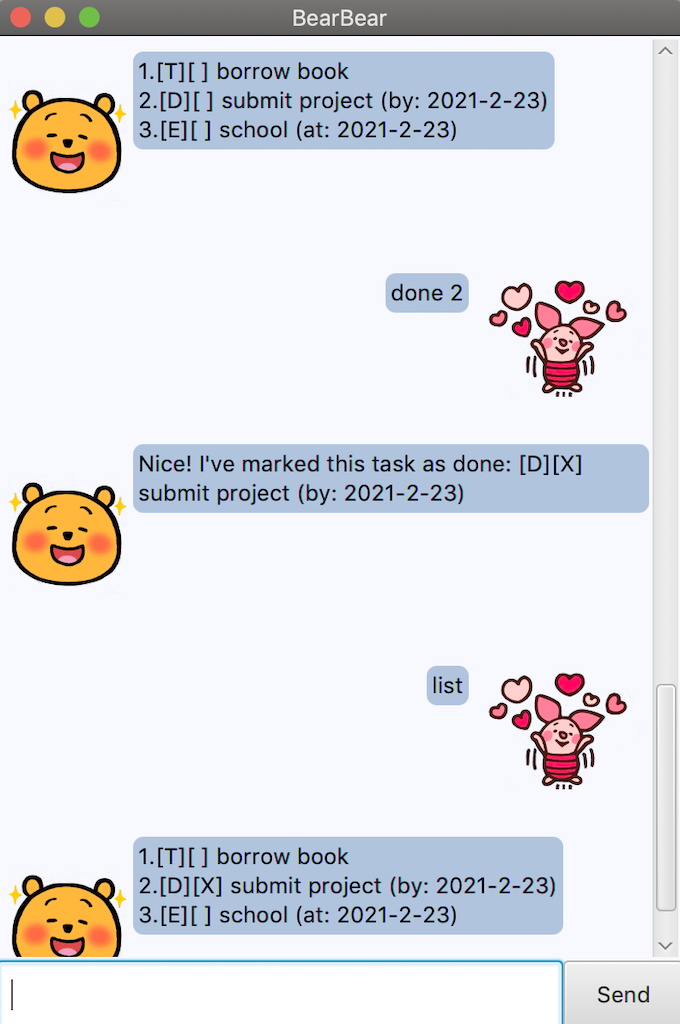 BearBear
1.[T][ ] borrow book
2.[D][ ] submit project (by: 2021-2-23)
3.[E][ ] school (at: 2021-2-23)
done 2
Nice! I've marked this task as done: [D][X]
submit project (by: 2021-2-23)
list
1.[T][ ] borrow book
2.[D][X] submit project (by: 2021-2-23)
3.[E][ ] school (at: 2021-2-23)
Send